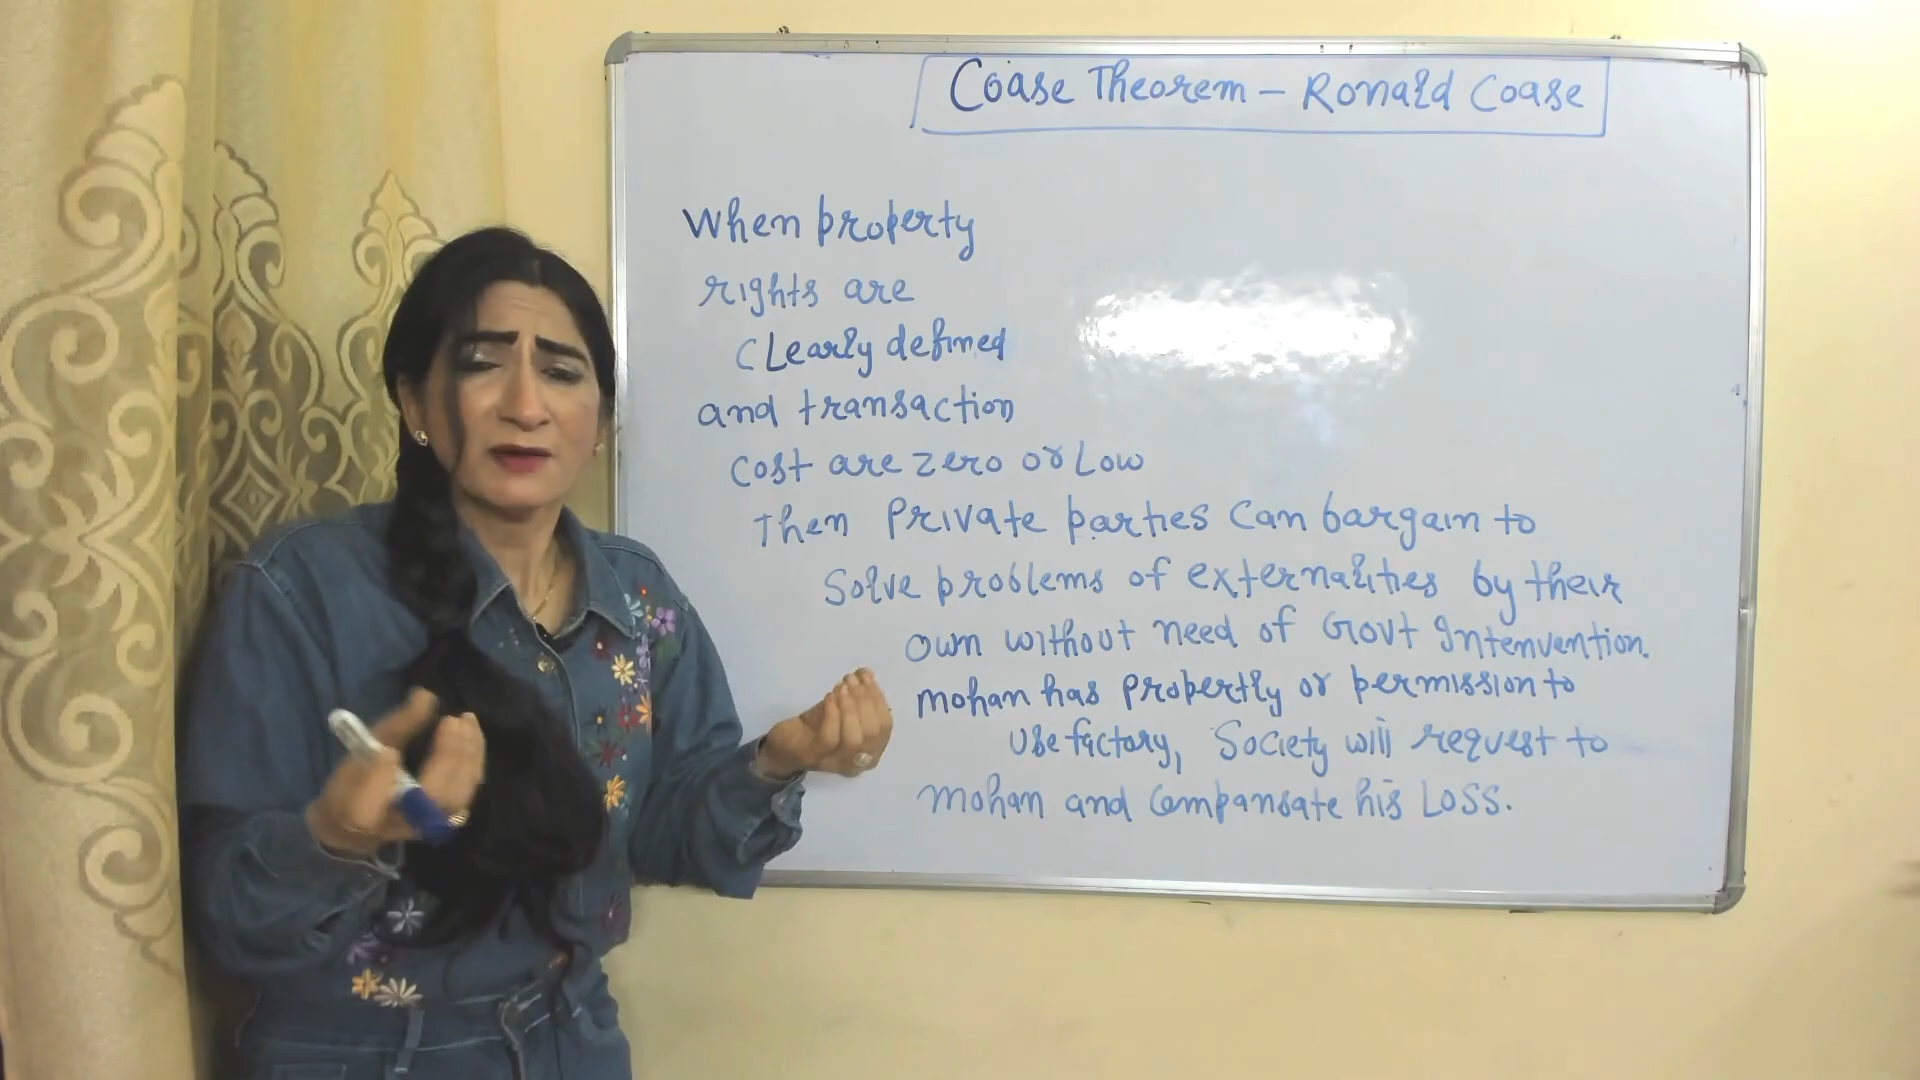 Coase Theorem – Ronald Coase
When property
rights are
Clearly defined
and transaction
Cost are zero or Low
Then Private parties Can bargain to
Solve problems of externalities by their
own without need of Govt Intenvention.
Mohan has propertly or permission to
Use factory, Society will request to
Mohan and Compansate his Loss.